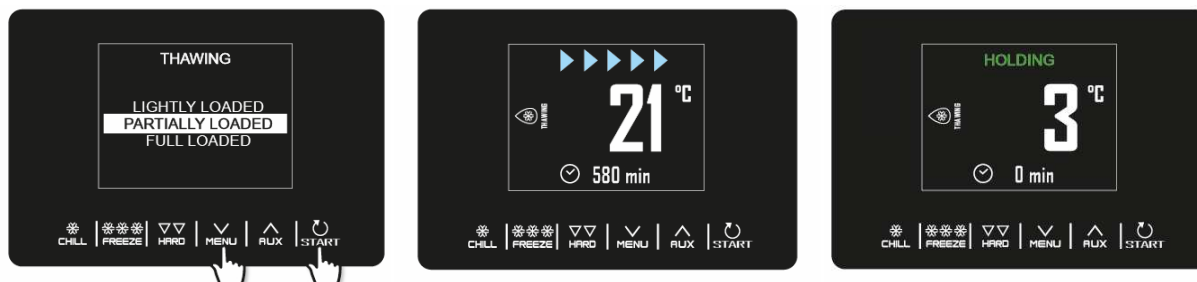 THAWING
LIGHTLY LOADED
PARTIALLY LOADED
FULL LOADED
CHILL FREEZE HARD MENU AUX START
21 °C
THAWING
580 min
CHILL FREEZE HARD MENU AUX START
HOLDING
3 °C
THAWING
0 min
CHILL FREEZE HARD MENU AUX START